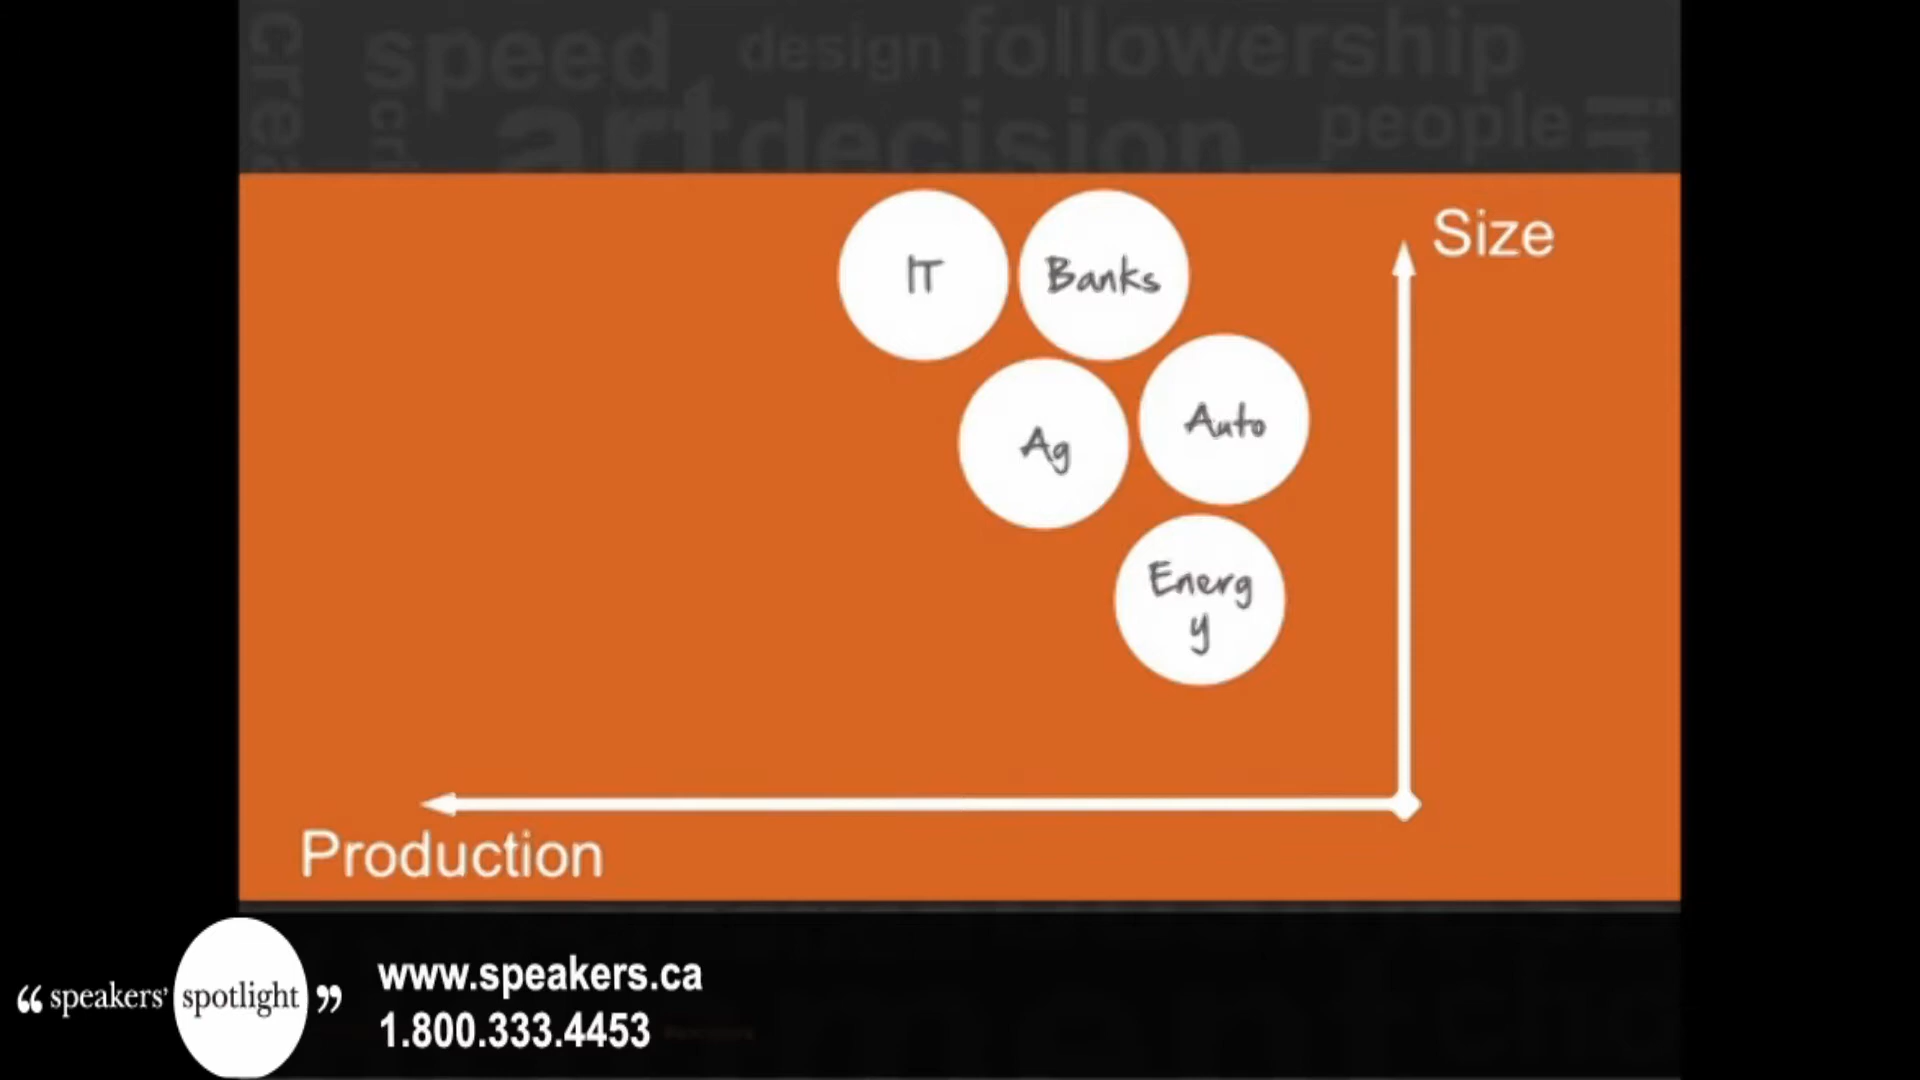 speed
design
followership
art
decision
people
IT
Banks
Size
Ag
Auto
Energ
y
Production
“ speakers’ spotlight ”
www.speakers.ca
1.800.333.4453